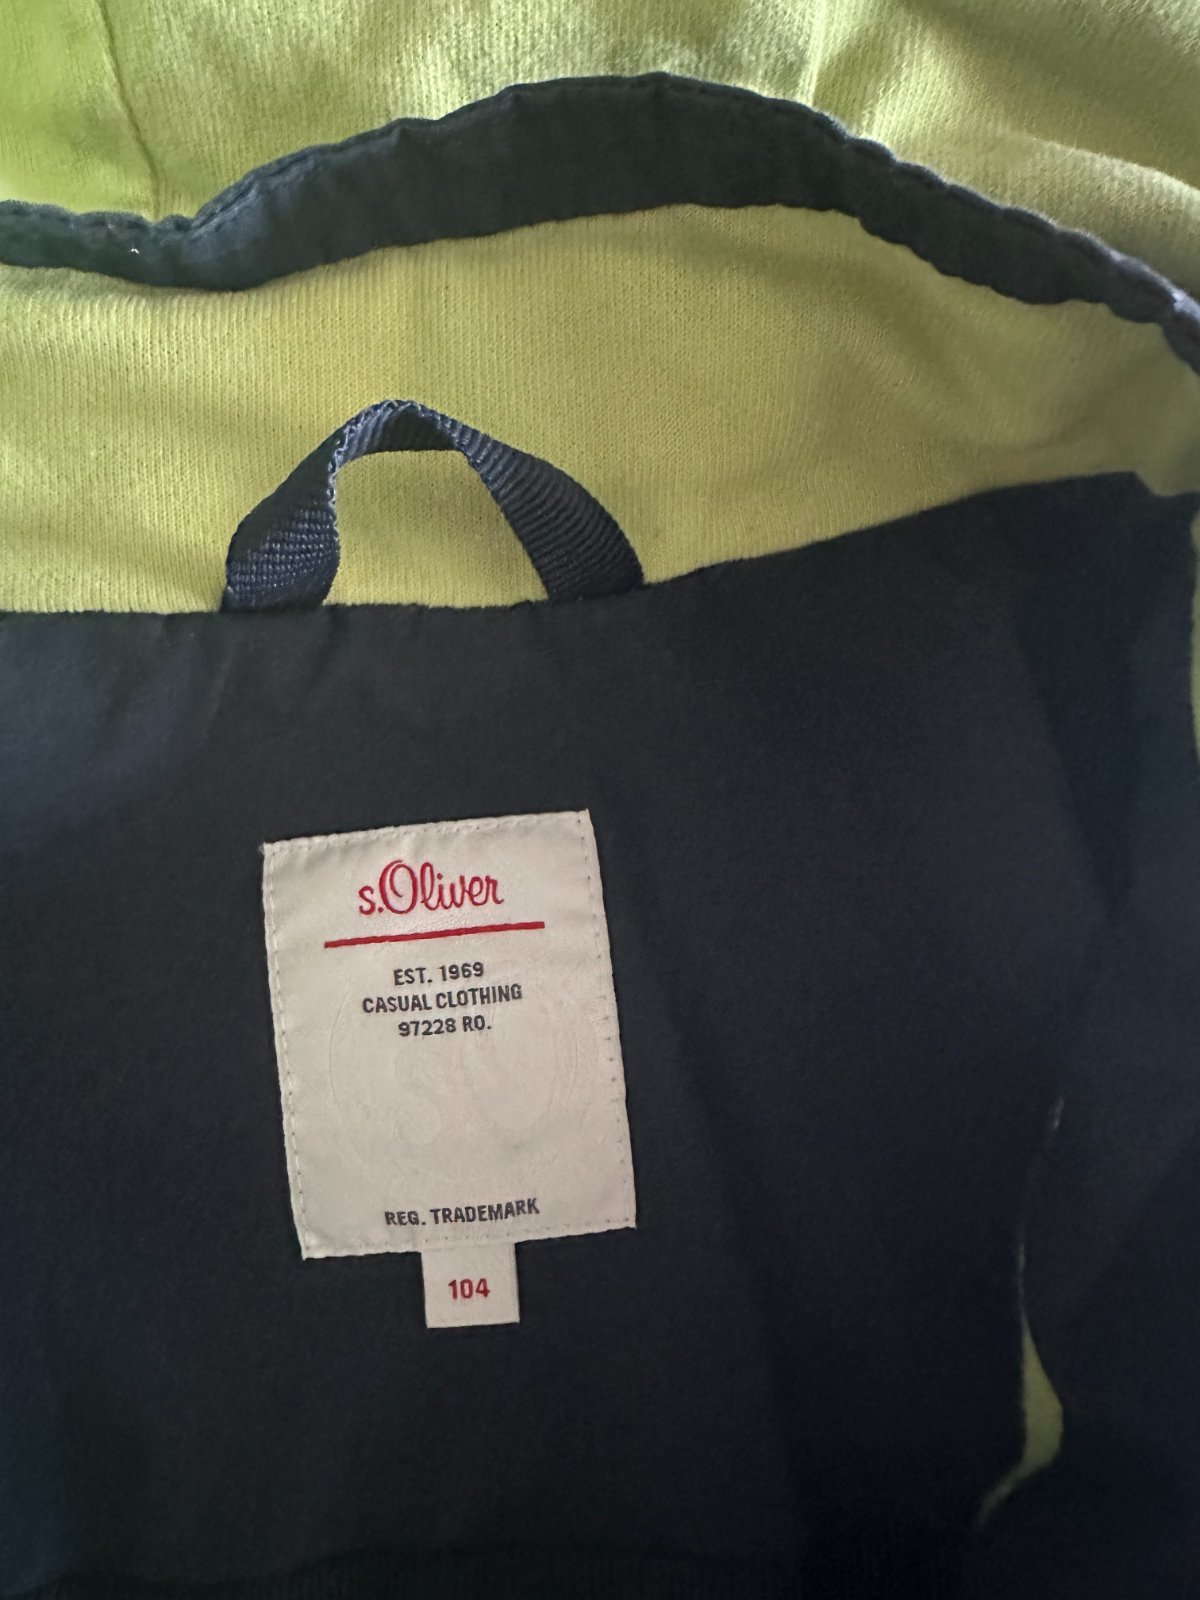 s.Oliver
EST. 1969
CASUAL CLOTHING
97228 RO.
REG. TRADEMARK
104